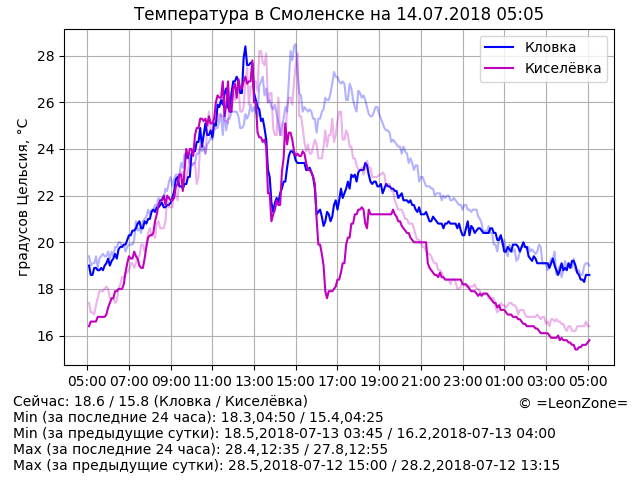 Температура в Смоленске на 14.07.2018 05:05
градусов Цельсия, °C
28
26
24
22
20
18
16
Кловка
Киселёвка
05:00 07:00 09:00 11:00 13:00 15:00 17:00 19:00 21:00 23:00 01:00 03:00 05:00
Сейчас: 18.6 / 15.8 (Кловка / Киселёвка)
© =LeonZone=
Min (за последние 24 часа): 18.3,04:50 / 15.4,04:25
Min (за предыдущие сутки): 18.5,2018-07-13 03:45 / 16.2,2018-07-13 04:00
Max (за последние 24 часа): 28.4,12:35 / 27.8,12:55
Max (за предыдущие сутки): 28.5,2018-07-12 15:00 / 28.2,2018-07-12 13:15